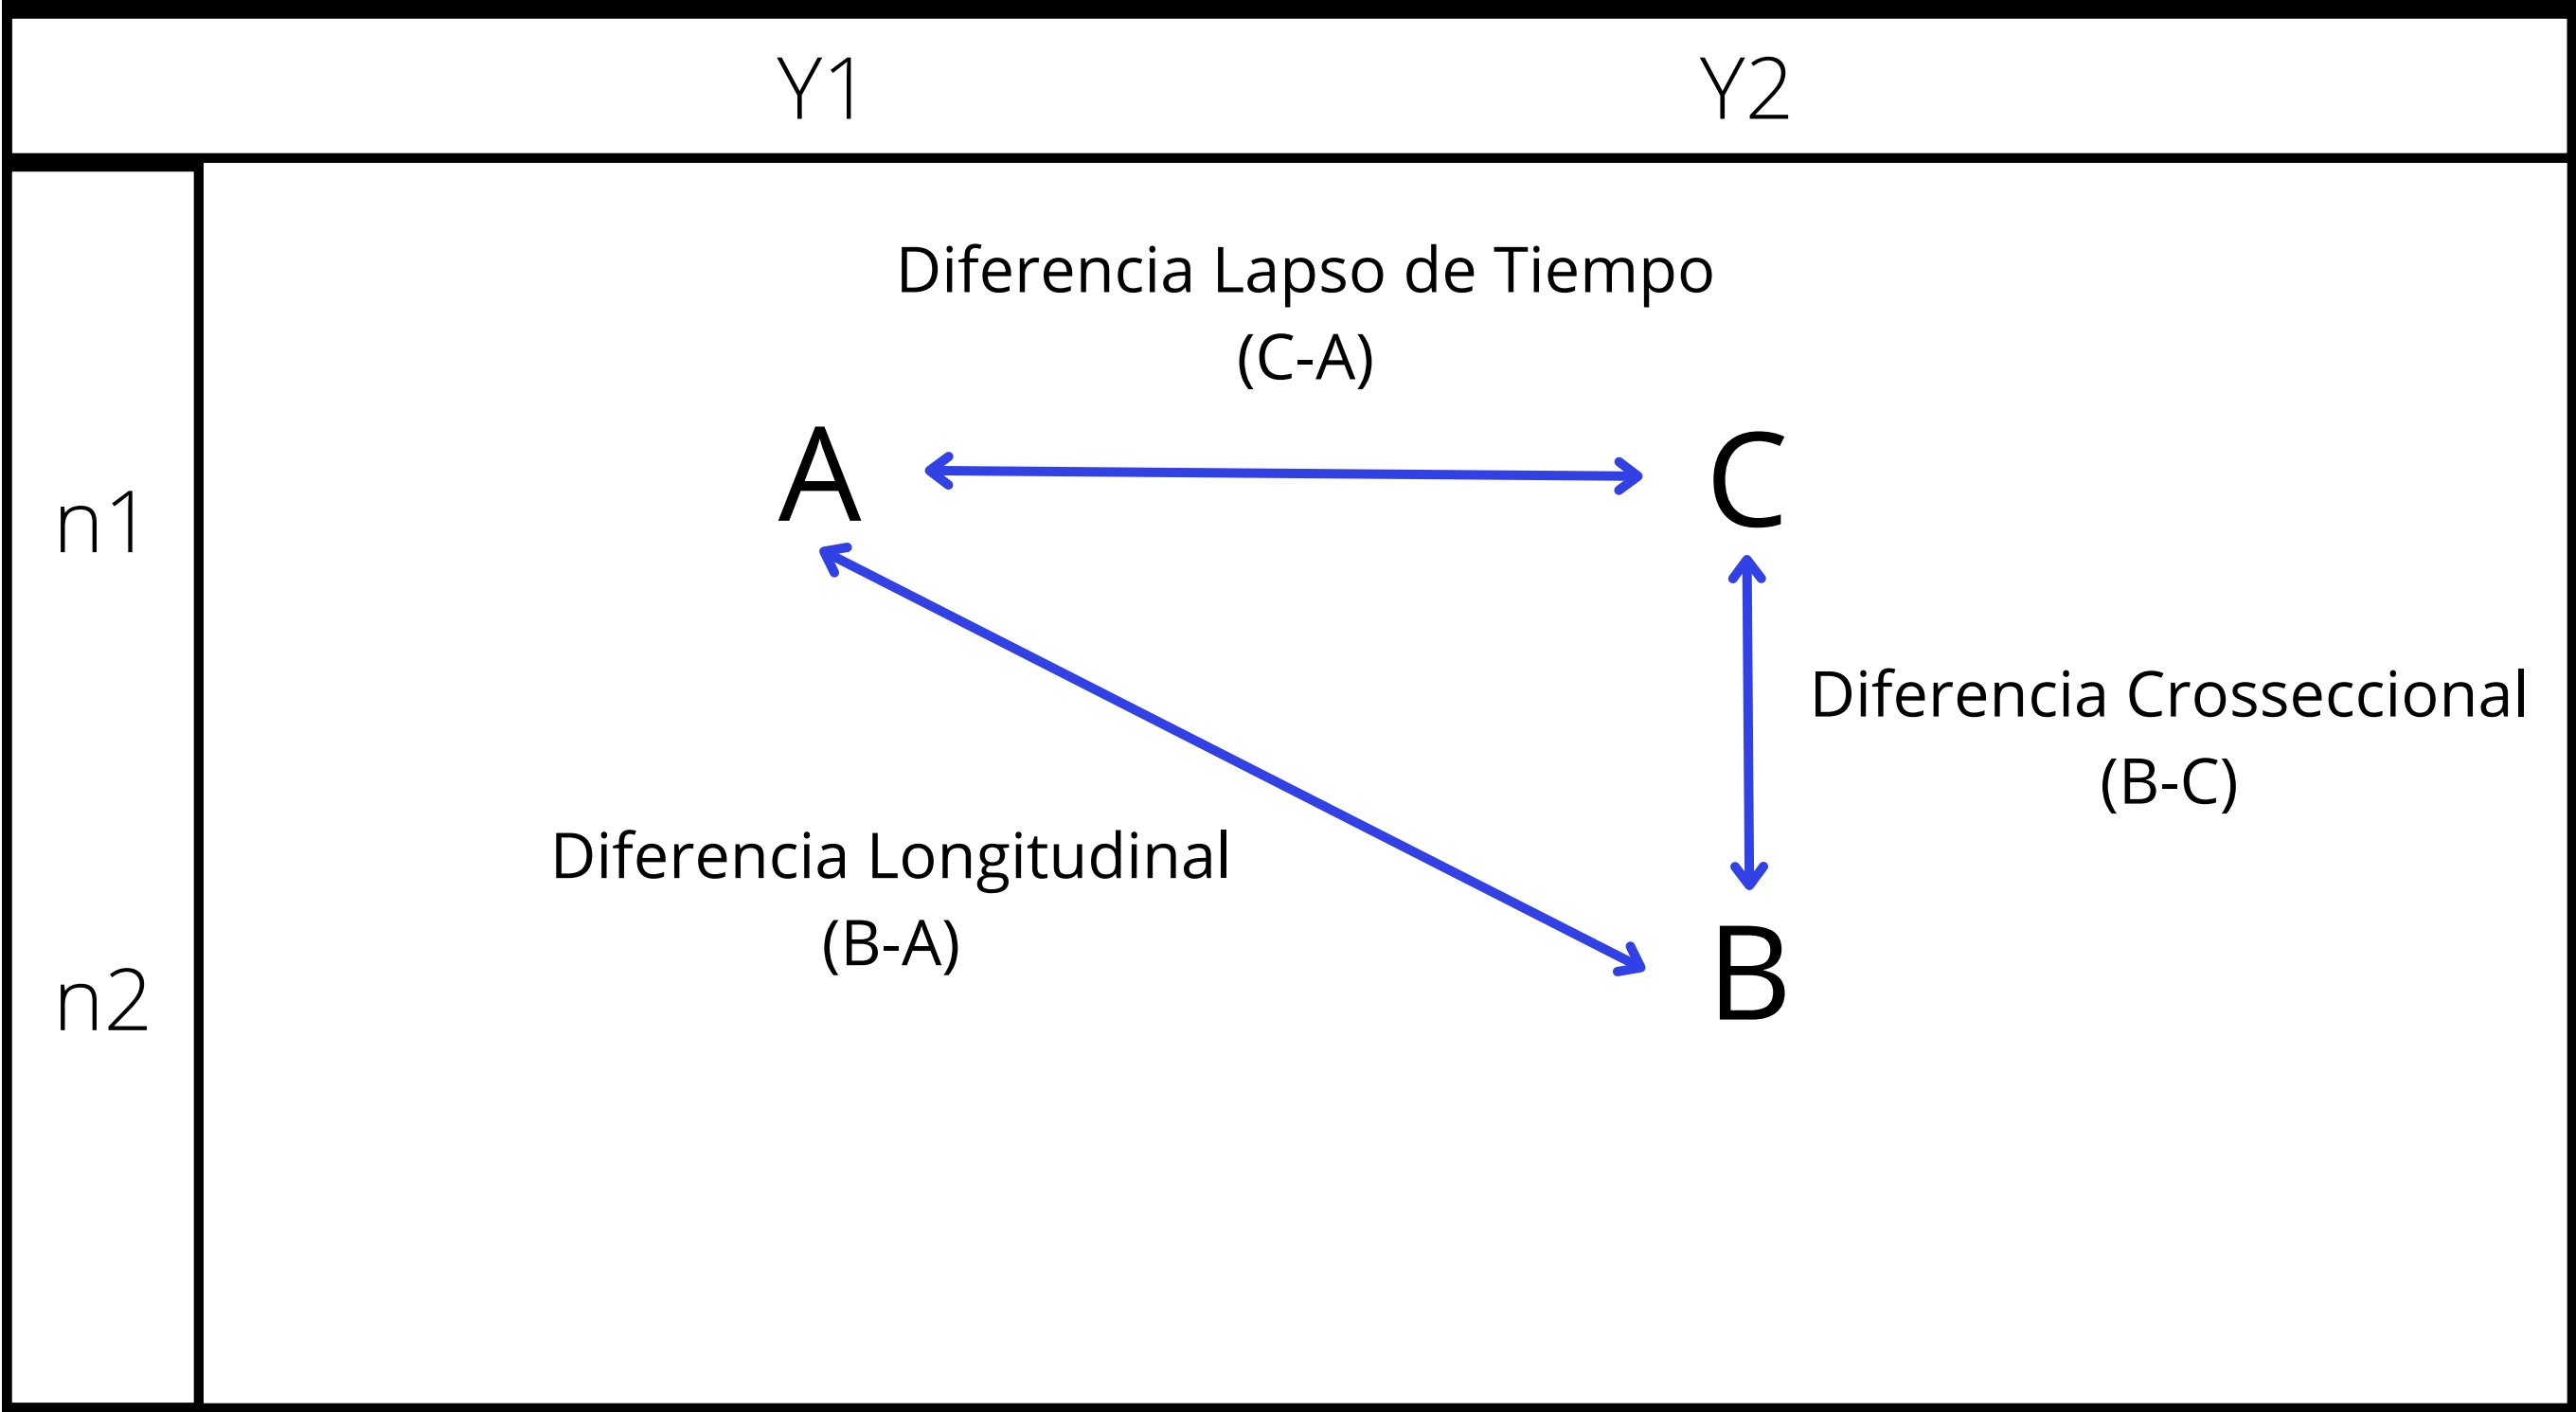 Y1
Y2
Diferencia Lapso de Tiempo
(C-A)
A
C
n1
Diferencia Crosseccional
(B-C)
Diferencia Longitudinal
(B-A)
B
n2